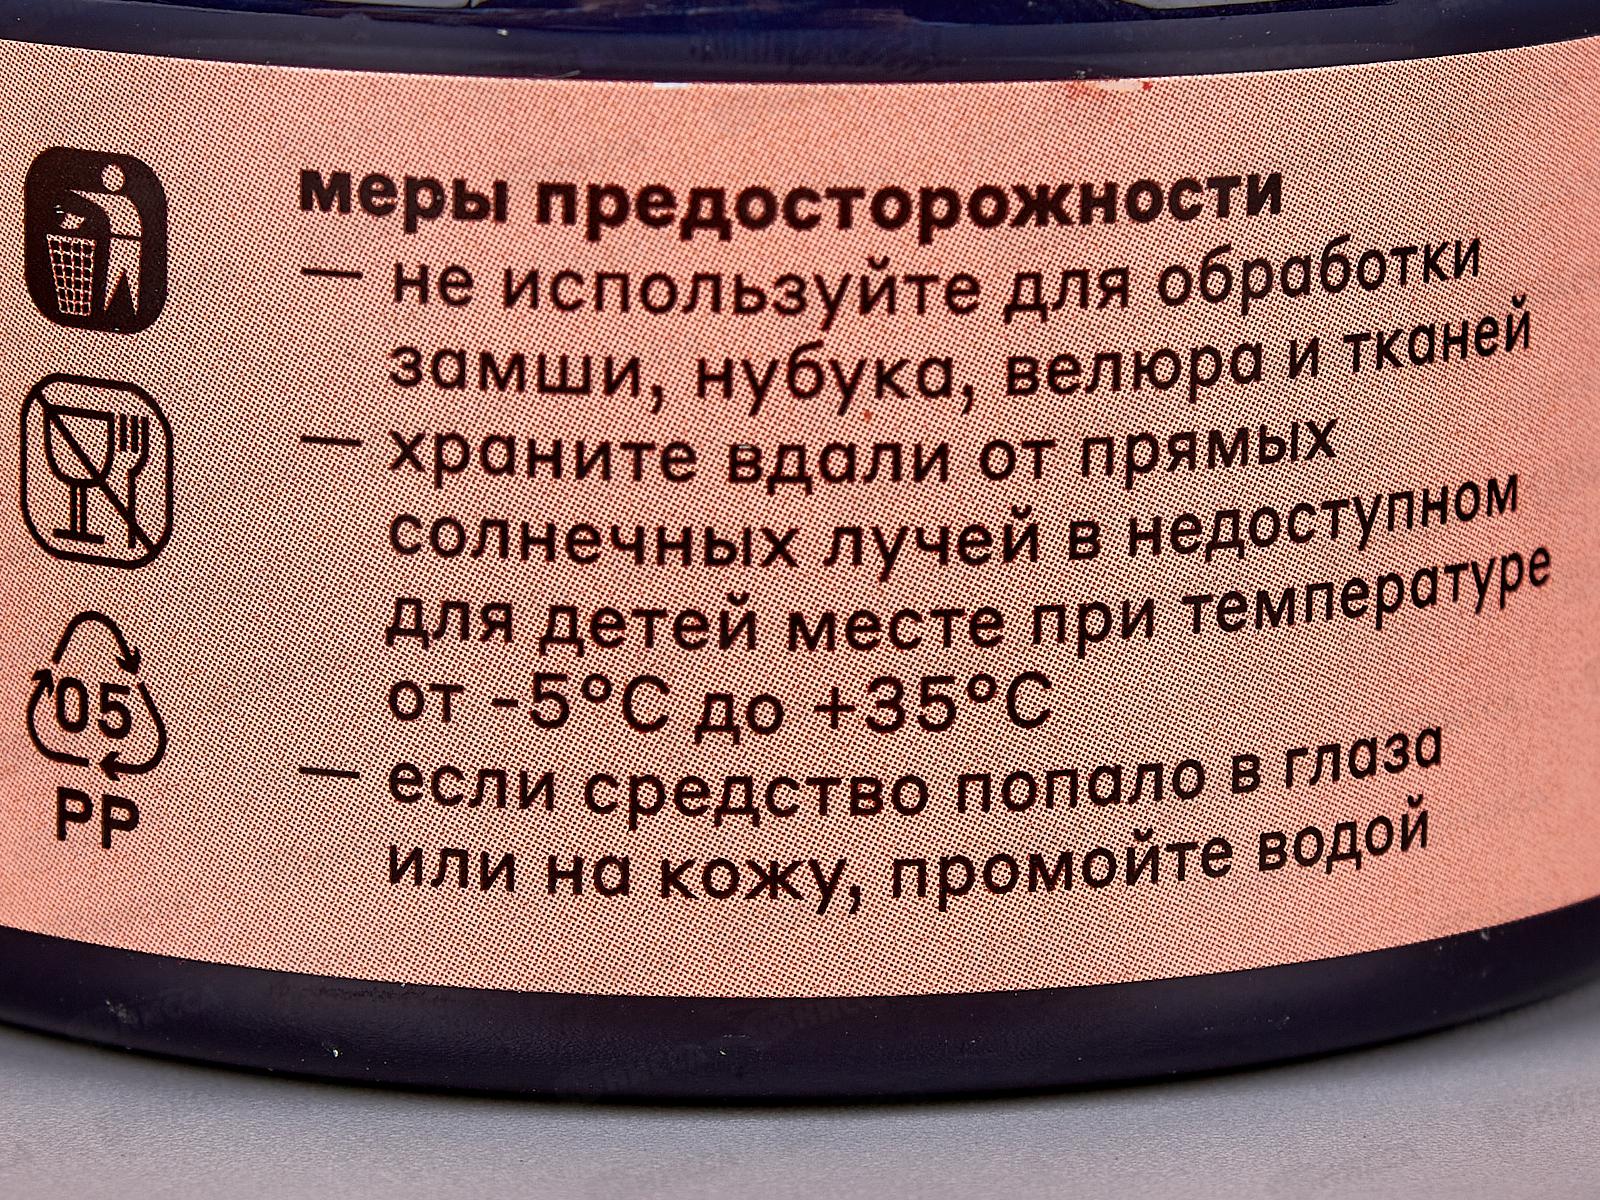 меры предосторожности
— не используйте для обработки
замши, нубука, велюра и тканей
— храните вдали от прямых
солнечных лучей в недоступном
для детей месте при температуре
от -5°C до +35°C
— если средство попало в глаза
или на кожу, промойте водой
05
PP